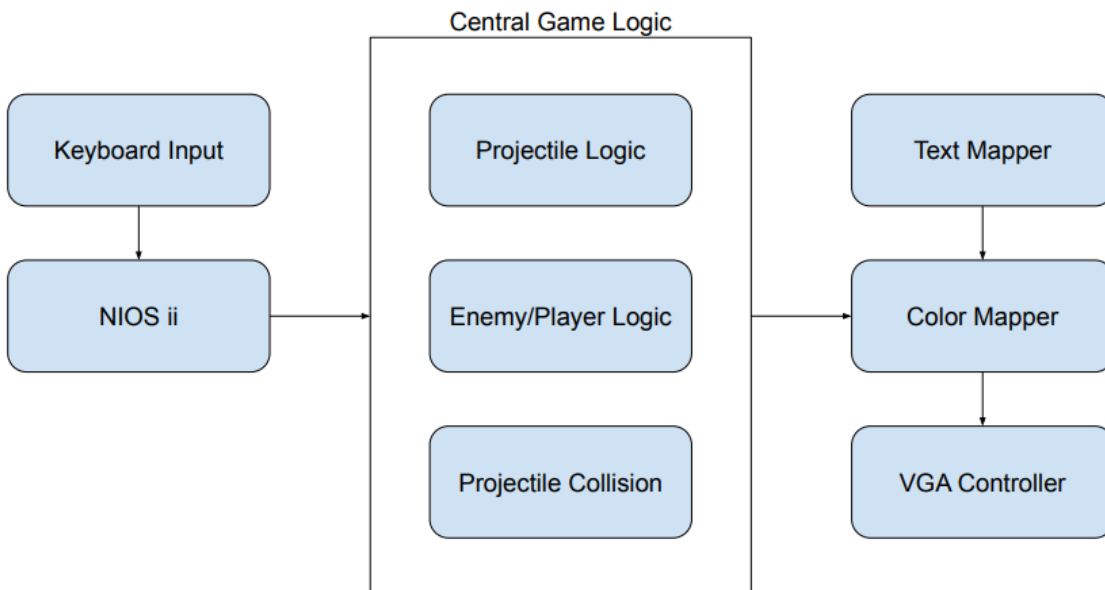 Central Game Logic
Keyboard Input
Projectile Logic
Text Mapper
NIOS ii
Enemy/Player Logic
Color Mapper
Projectile Collision
VGA Controller